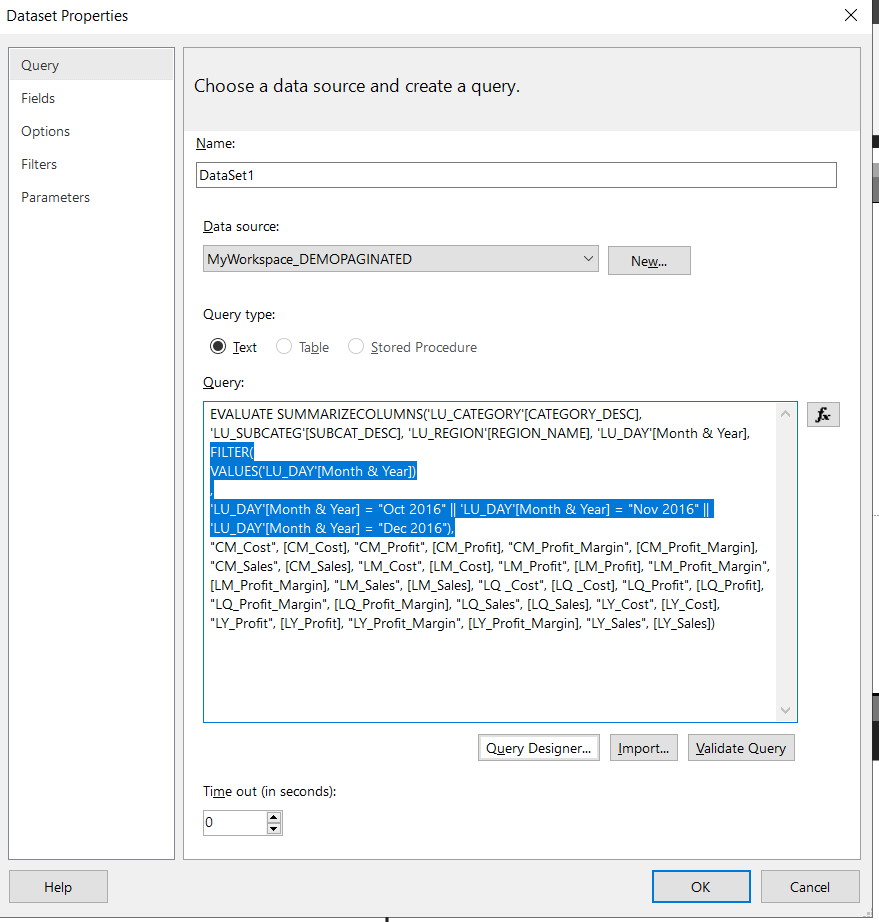 Dataset Properties
Query
Fields
Options
Filters
Parameters
Choose a data source and create a query.
Name:
DataSet1
Data source:
MyWorkspace_DEMOPAGINATED
New...
Query type:
Text
Table
Stored Procedure
Query:
EVALUATE SUMMARIZECOLUMNS('LU_CATEGORY'[CATEGORY_DESC],
'LU_SUBCATEG'[SUBCAT_DESC], 'LU_REGION'[REGION_NAME], 'LU_DAY'[Month & Year],
FILTER(
VALUES('LU_DAY'[Month & Year])
,
'LU_DAY'[Month & Year] = "Oct 2016" || 'LU_DAY'[Month & Year] = "Nov 2016" ||
'LU_DAY'[Month & Year] = "Dec 2016"),
"CM_Cost", [CM_Cost], "CM_Profit", [CM_Profit], "CM_Profit_Margin", [CM_Profit_Margin],
"CM_Sales", [CM_Sales], "LM_Cost", [LM_Cost], "LM_Profit", [LM_Profit], "LM_Profit_Margin",
[LM_Profit_Margin], "LM_Sales", [LM_Sales], "LQ _Cost", [LQ _Cost], "LQ_Profit", [LQ_Profit],
"LQ_Profit_Margin", [LQ_Profit_Margin], "LQ_Sales", [LQ_Sales], "LY_Cost", [LY_Cost],
"LY_Profit", [LY_Profit], "LY_Profit_Margin", [LY_Profit_Margin], "LY_Sales", [LY_Sales])
fx
Query Designer...
Import...
Validate Query
Time out (in seconds):
0
Help
OK
Cancel